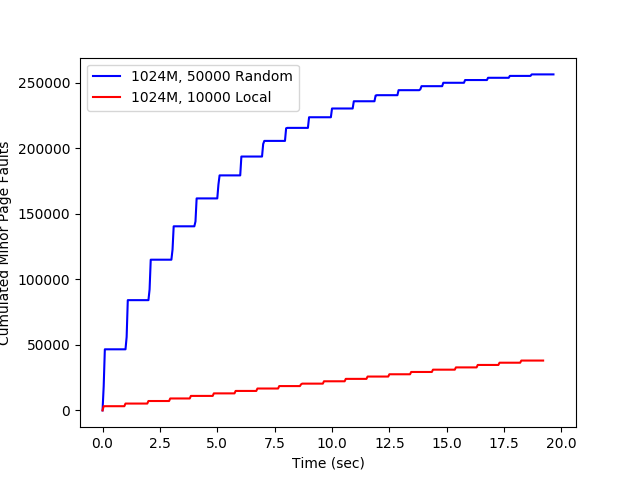 1024M, 50000 Random
1024M, 10000 Local
250000
200000
150000
100000
50000
0
Cumulated Minor Page Faults
0.0 2.5 5.0 7.5 10.0 12.5 15.0 17.5 20.0
Time (sec)